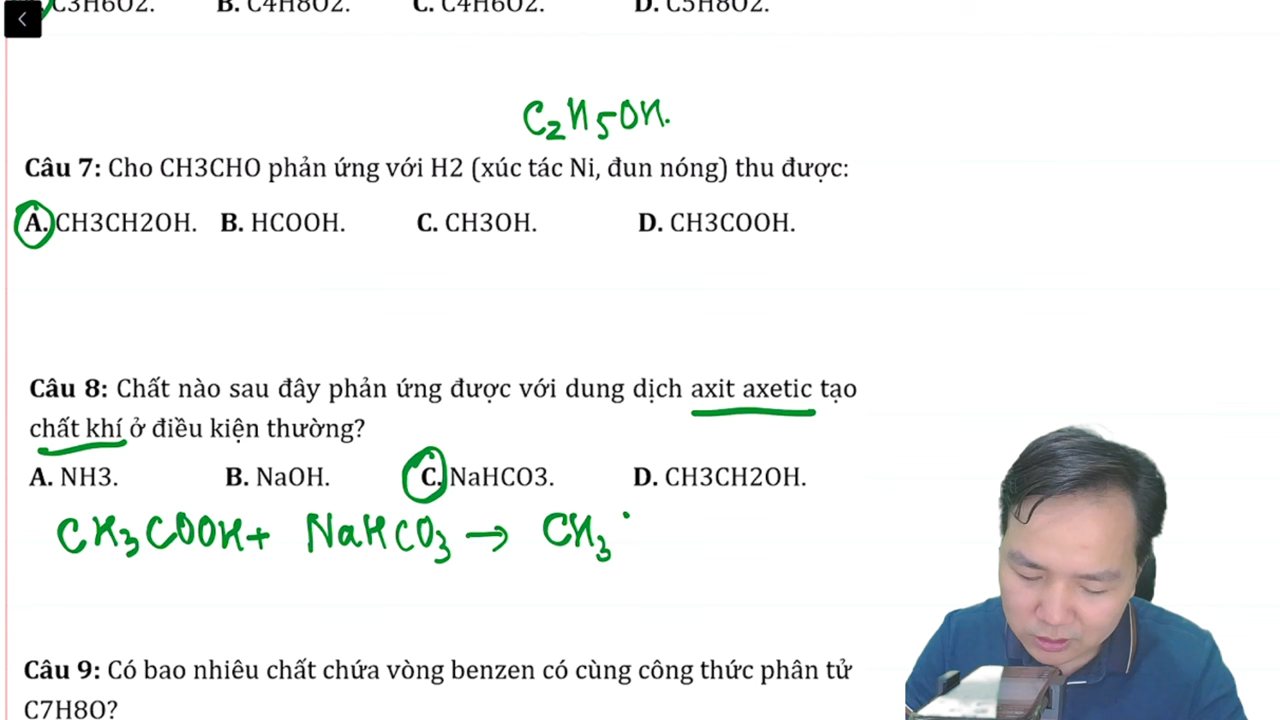 C3H6O2. B. C4H8O2. C. C4H6O2. D. C5H8O2.
C2H5OH.
Câu 7: Cho CH3CHO phản ứng với H2 (xúc tác Ni, đun nóng) thu được:
A. CH3CH2OH. B. HCOOH. C. CH3OH. D. CH3COOH.
Câu 8: Chất nào sau đây phản ứng được với dung dịch axit axetic tạo
chất khí ở điều kiện thường?
A. NH3. B. NaOH. C. NaHCO3. D. CH3CH2OH.
CH3COOH + NaHCO3 → CH3
Câu 9: Có bao nhiêu chất chứa vòng benzen có cùng công thức phân tử
C7H8O?